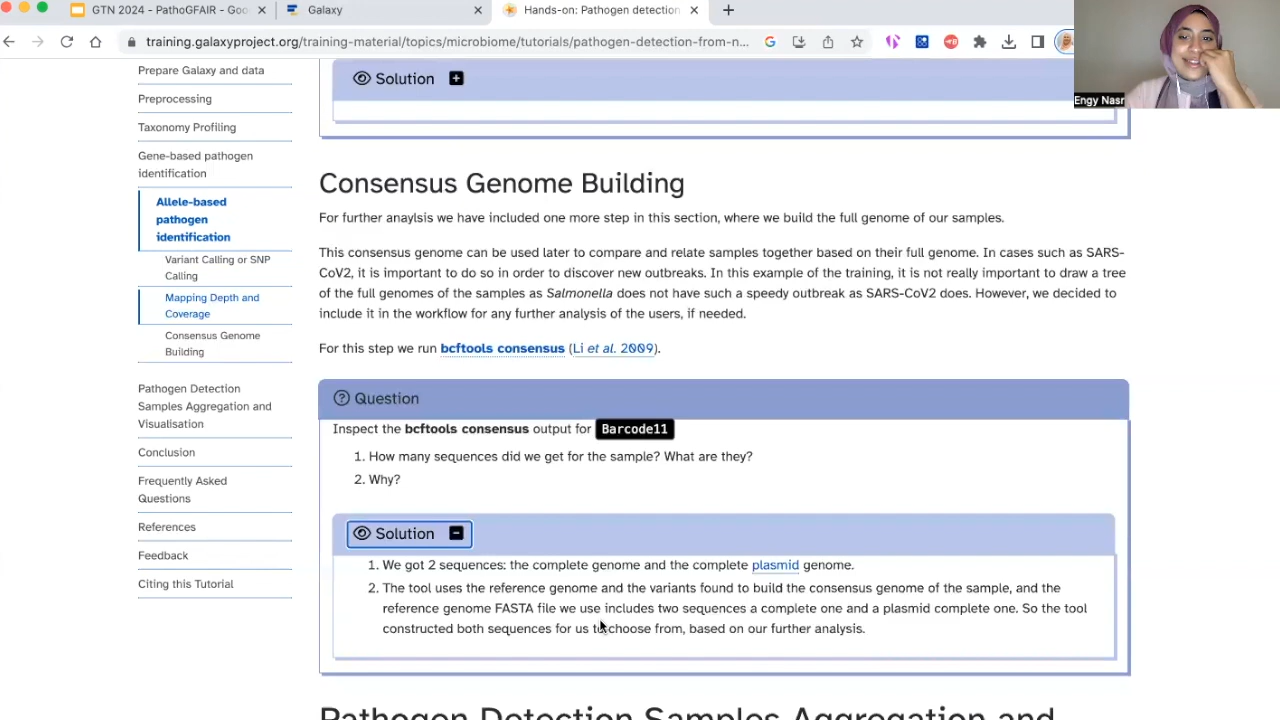 GTN 2024 - PathoGFAIR - Goo
Galaxy
Hands-on: Pathogen detection
training.galaxyproject.org/training-material/topics/microbiome/tutorials/pathogen-detection-from-n...
Engy Nasr
Prepare Galaxy and data
Preprocessing
Taxonomy Profiling
Gene-based pathogen
identification
Allele-based
pathogen
identification
Variant Calling or SNP
Calling
Mapping Depth and
Coverage
Consensus Genome
Building
Pathogen Detection
Samples Aggregation and
Visualisation
Conclusion
Frequently Asked
Questions
References
Feedback
Citing this Tutorial
Solution
Consensus Genome Building
For further anaylsis we have included one more step in this section, where we build the full genome of our samples.
This consensus genome can be used later to compare and relate samples together based on their full genome. In cases such as SARS-
CoV2, it is important to do so in order to discover new outbreaks. In this example of the training, it is not really important to draw a tree
of the full genomes of the samples as Salmonella does not have such a speedy outbreak as SARS-CoV2 does. However, we decided to
include it in the workflow for any further analysis of the users, if needed.
For this step we run bcftools consensus (Li et al. 2009).
Question
Inspect the bcftools consensus output for Barcode11
1. How many sequences did we get for the sample? What are they?
2. Why?
Solution
1. We got 2 sequences: the complete genome and the complete plasmid genome.
2. The tool uses the reference genome and the variants found to build the consensus genome of the sample, and the
reference genome FASTA file we use includes two sequences a complete one and a plasmid complete one. So the tool
constructed both sequences for us to choose from, based on our further analysis.
Pathogen Detection Samples Aggregation and